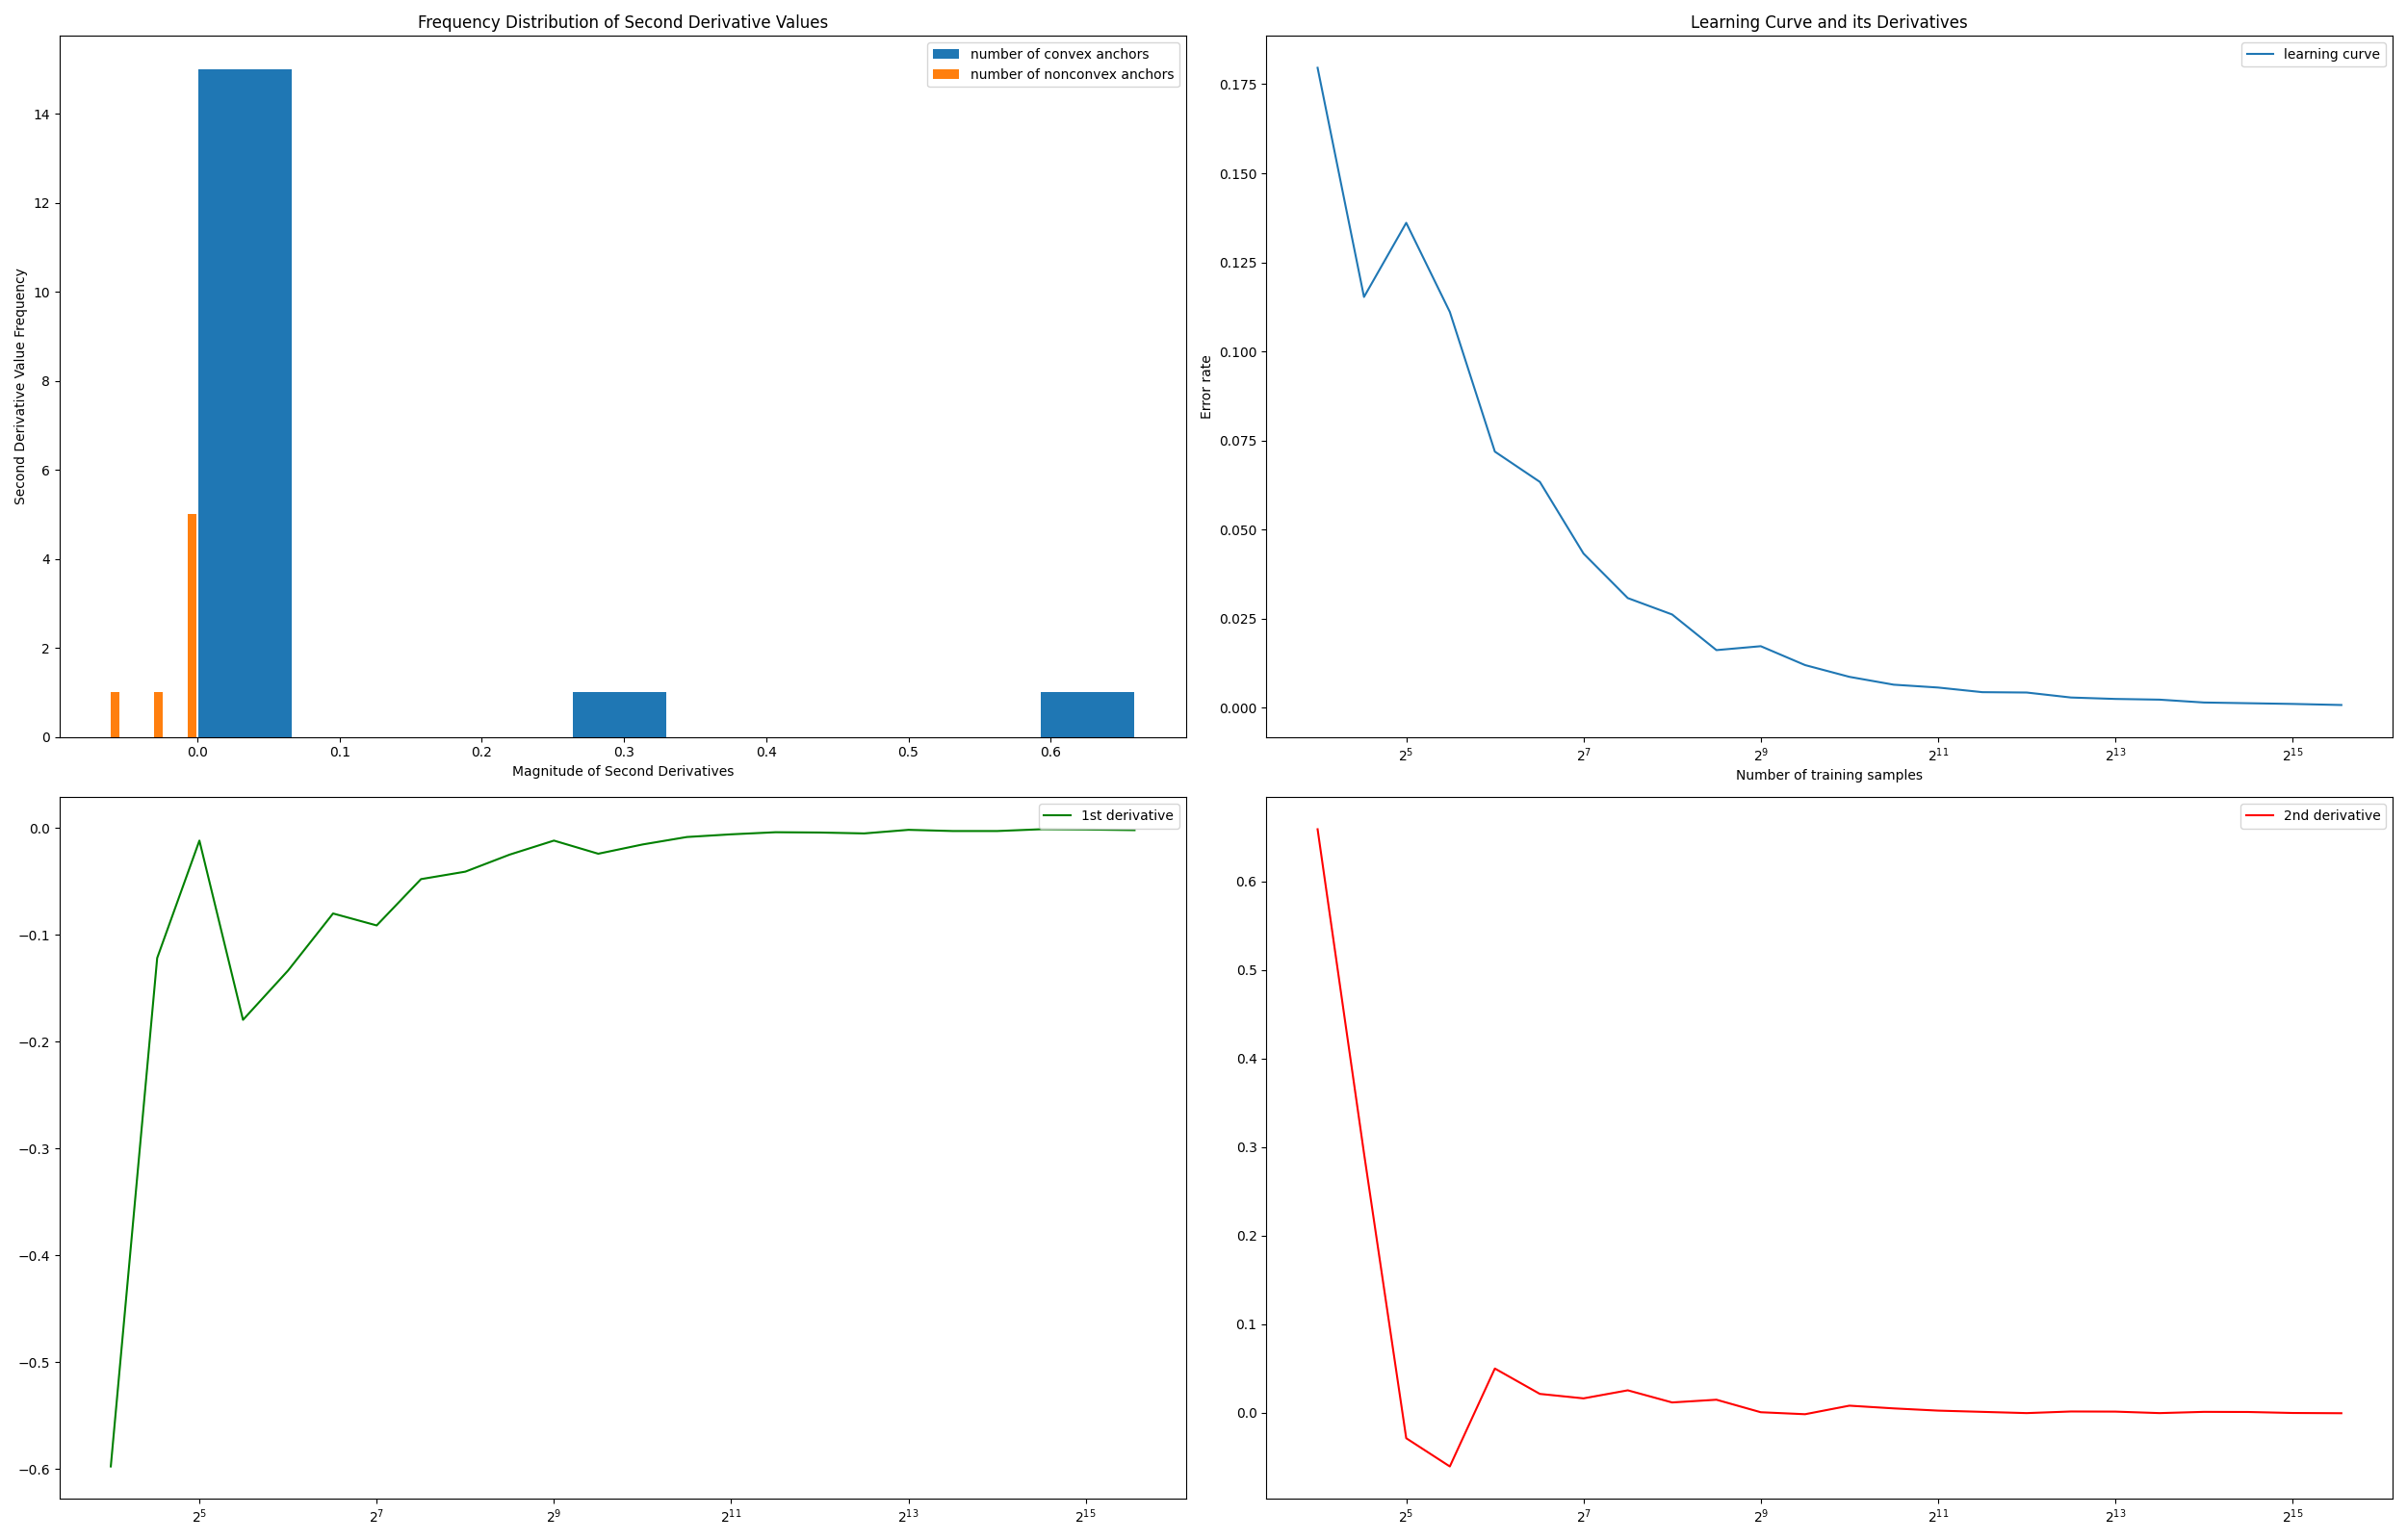 Frequency Distribution of Second Derivative Values
number of convex anchors
number of nonconvex anchors
Second Derivative Value Frequency
14
12
10
8
6
4
2
0
0.0 0.1 0.2 0.3 0.4 0.5 0.6
Magnitude of Second Derivatives
Learning Curve and its Derivatives
learning curve
Error rate
0.175
0.150
0.125
0.100
0.075
0.050
0.025
0.000
2^5 2^7 2^9 2^11 2^13 2^15
Number of training samples
1st derivative
0.0
−0.1
−0.2
−0.3
−0.4
−0.5
−0.6
2^5 2^7 2^9 2^11 2^13 2^15
2nd derivative
0.6
0.5
0.4
0.3
0.2
0.1
0.0
2^5 2^7 2^9 2^11 2^13 2^15